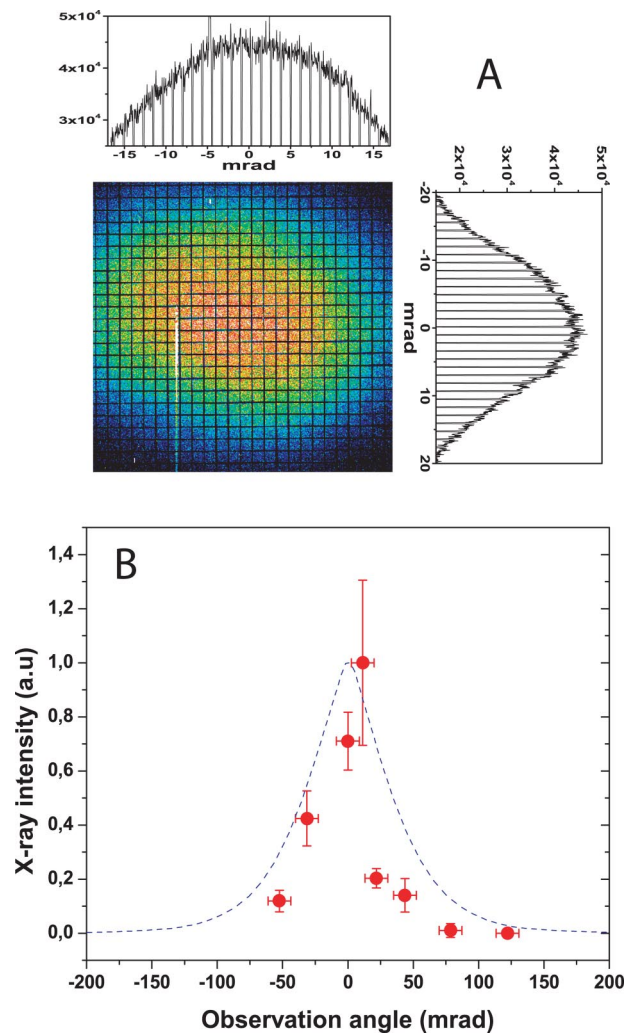 5x10⁴
4x10⁴
3x10⁴
-15 -10 -5 0 5 10 15
mrad
A
2x10⁴ 3x10⁴ 4x10⁴ 5x10⁴
-20
-10
0
10
20
mrad
B
1,4
1,2
1,0
0,8
0,6
0,4
0,2
0,0
X-ray intensity (a.u)
-200 -150 -100 -50 0 50 100 150 200
Observation angle (mrad)